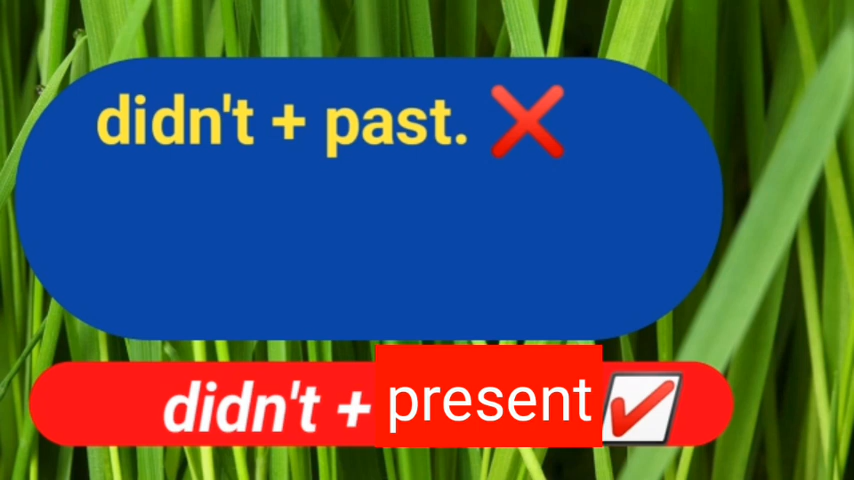 didn't + past. ❌
didn't + present ✅